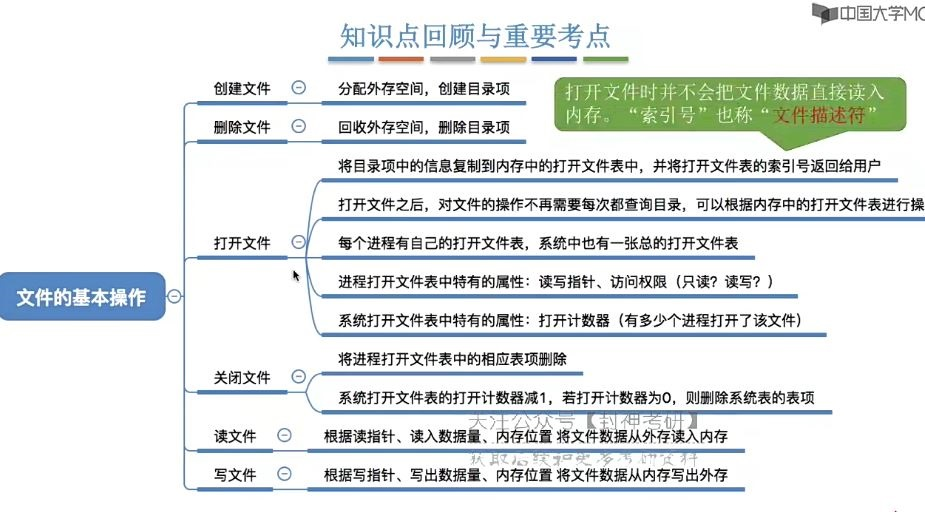 中国大学MO
知识点回顾与重要考点
创建文件
分配外存空间，创建目录项
打开文件时并不会把文件数据直接读入
内存。“索引号”也称“文件描述符”
删除文件
回收外存空间，删除目录项
打开文件
将目录项中的信息复制到内存中的打开文件表中，并将打开文件表的索引号返回给用户
打开文件之后，对文件的操作不再需要每次都查询目录，可以根据内存中的打开文件表进行操
每个进程有自己的打开文件表，系统中也有一张总的打开文件表
进程打开文件表中特有的属性：读写指针、访问权限（只读？读写？）
系统打开文件表中特有的属性：打开计数器（有多少个进程打开了该文件）
文件的基本操作
关闭文件
将进程打开文件表中的相应表项删除
系统打开文件表的打开计数器减1，若打开计数器为0，则删除系统表的表项
关注公众号【封神考研】
读文件
根据读指针、读入数据量、内存位置 将文件数据从外存读入内存
获取后续和更多考研资料
写文件
根据写指针、写出数据量、内存位置 将文件数据从内存写出外存